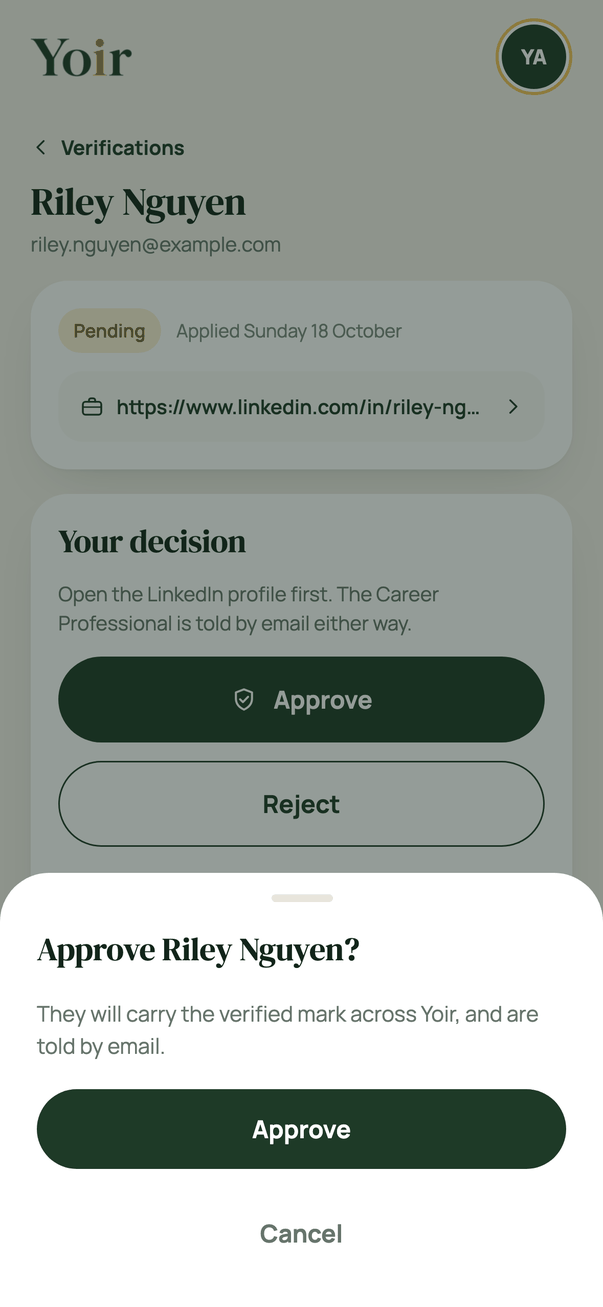 Yoir
YA
Verifications
Riley Nguyen
riley.nguyen@example.com
Pending
Applied Sunday 18 October
https://www.linkedin.com/in/riley-ng…
Your decision
Open the LinkedIn profile first. The Career
Professional is told by email either way.
Approve
Reject
Approve Riley Nguyen?
They will carry the verified mark across Yoir, and are
told by email.
Approve
Cancel